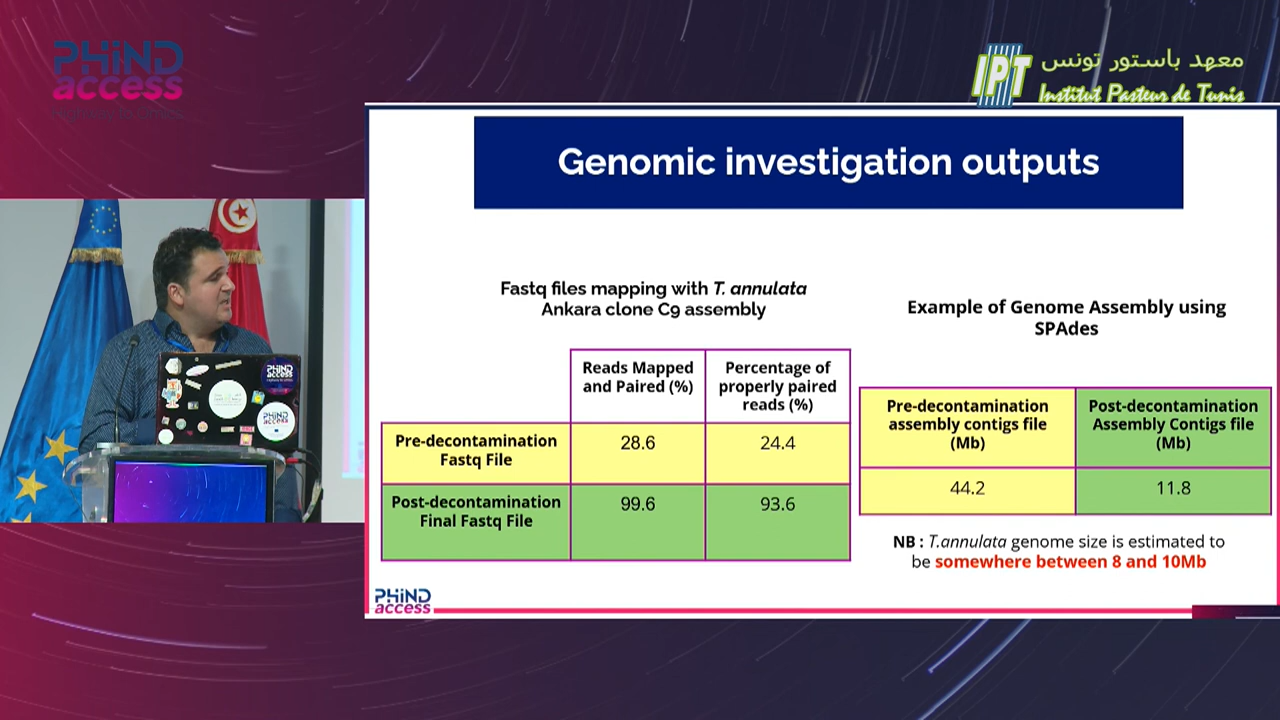 PHiND
access
معهد باستور تونس
IPT
Institut Pasteur de Tunis
Genomic investigation outputs
Fastq files mapping with T. annulata
Ankara clone C9 assembly
Reads Mapped
and Paired (%)
Percentage of
properly paired
reads (%)
Pre-decontamination
Fastq File
28.6
24.4
Post-decontamination
Final Fastq File
99.6
93.6
Example of Genome Assembly using
SPAdes
Pre-decontamination
assembly contigs file
(Mb)
Post-decontamination
Assembly Contigs file
(Mb)
44.2
11.8
NB : T.annulata genome size is estimated to
be somewhere between 8 and 10Mb
PHiND
access
PHiND
access
PHiND
access